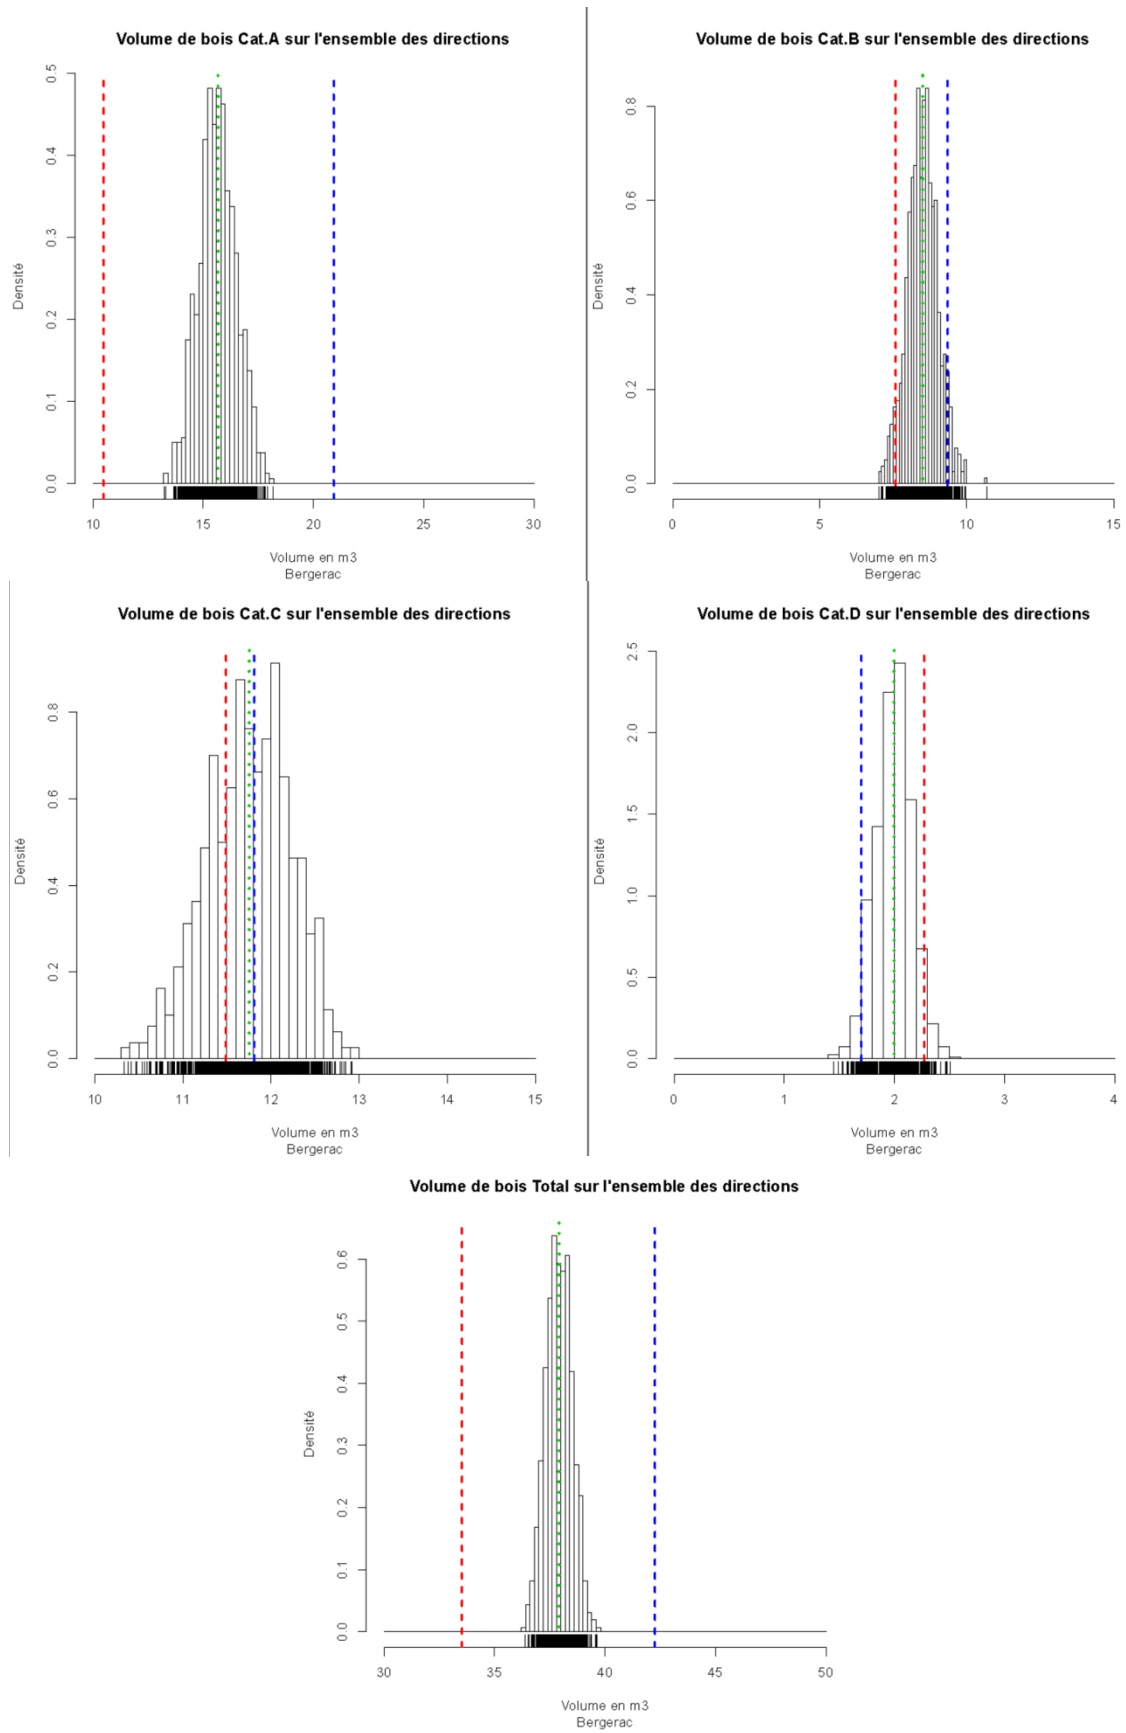 Volume de bois Cat.A sur l'ensemble des directions
Densité
0.0 0.1 0.2 0.3 0.4 0.5
10 15 20 25 30
Volume en m3
Bergerac
Volume de bois Cat.B sur l'ensemble des directions
Densité
0.0 0.2 0.4 0.6 0.8
0 5 10 15
Volume en m3
Bergerac
Volume de bois Cat.C sur l'ensemble des directions
Densité
0.0 0.2 0.4 0.6 0.8
10 11 12 13 14 15
Volume en m3
Bergerac
Volume de bois Cat.D sur l'ensemble des directions
Densité
0.0 0.5 1.0 1.5 2.0 2.5
0 1 2 3 4
Volume en m3
Bergerac
Volume de bois Total sur l'ensemble des directions
Densité
0.0 0.1 0.2 0.3 0.4 0.5 0.6
30 35 40 45 50
Volume en m3
Bergerac